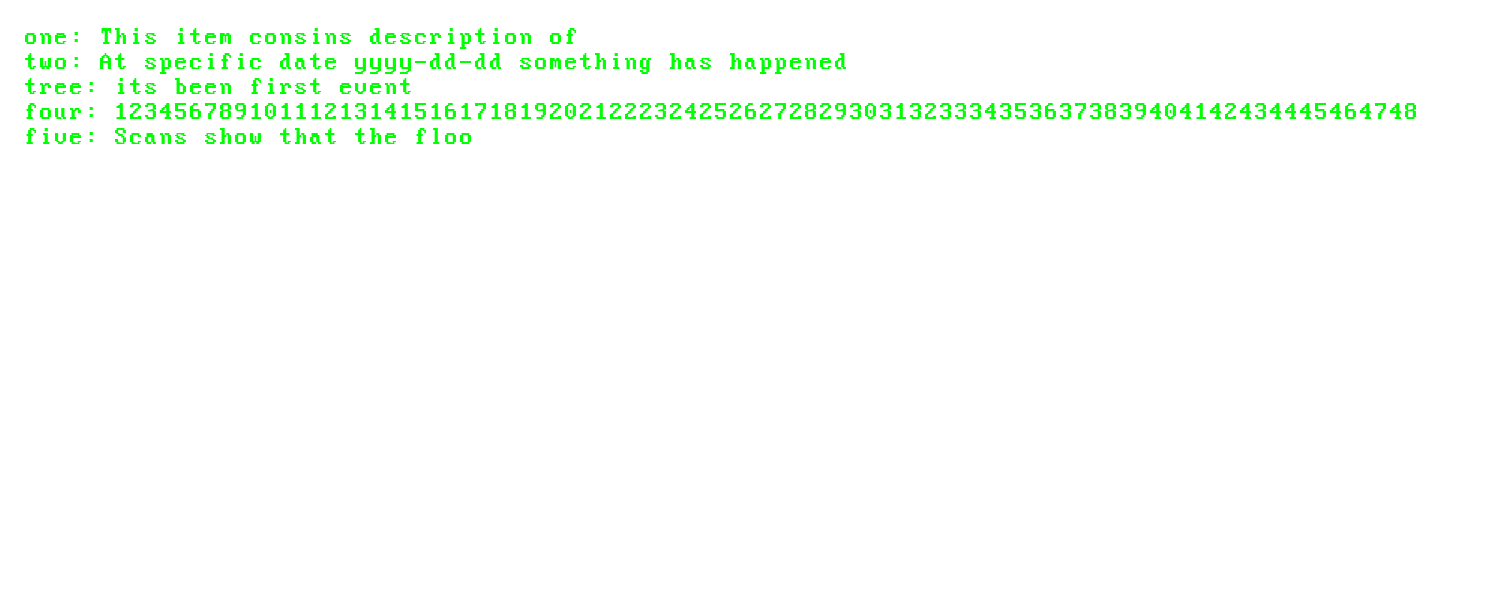 one: This item consins description of
two: At specific date yyyy-dd-dd something has happened
tree: its been first event
four: 123456789101112131415161718192021222324252627282930313233343536373839404142434445464748
five: Scans show that the floo